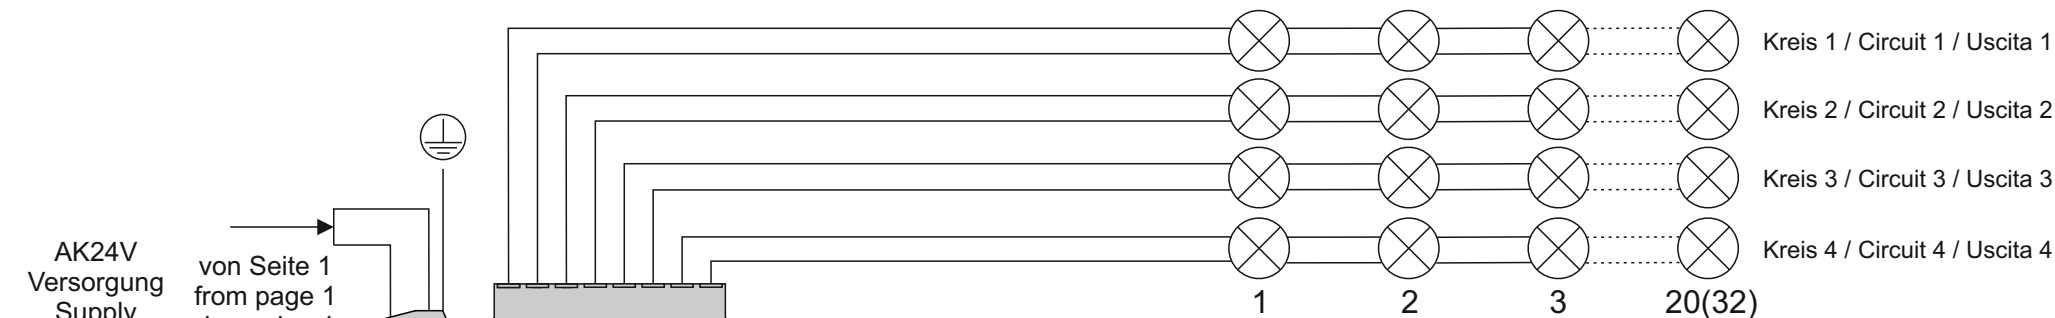 Kreis 1 / Circuit 1 / Uscita 1
Kreis 2 / Circuit 2 / Uscita 2
Kreis 3 / Circuit 3 / Uscita 3
Kreis 4 / Circuit 4 / Uscita 4
AK24V
Versorgung
Supply
von Seite 1
from page 1
1 2 3 20(32)